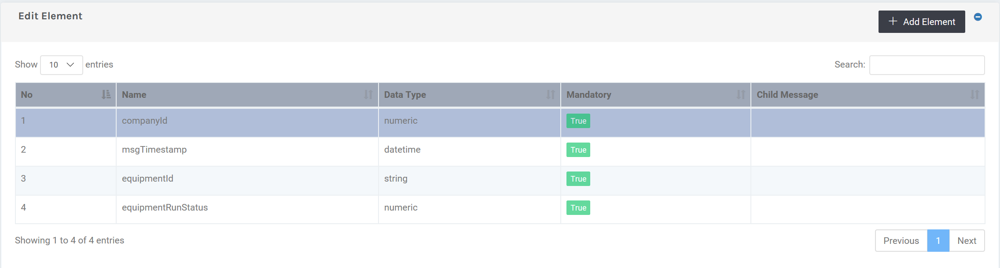 Edit Element
Add Element
Show 10 entries
Search:
No Name Data Type Mandatory Child Message
1 companyId numeric True
2 msgTimestamp datetime True
3 equipmentId string True
4 equipmentRunStatus numeric True
Showing 1 to 4 of 4 entries
Previous 1 Next